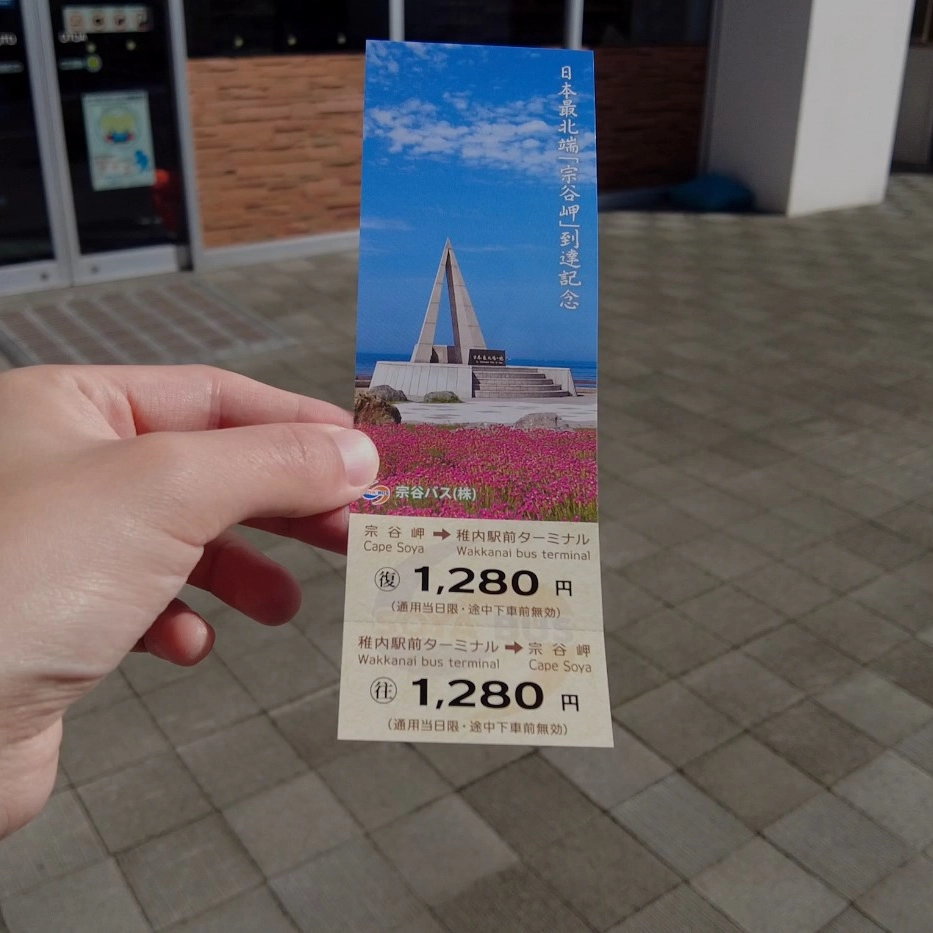 日本最北端「宗谷岬」到達記念
宗谷バス(株)
宗谷岬 ➡ 稚内駅前ターミナル
Cape Soya Wakkanai bus terminal
復 1,280 円
(通用当日限・途中下車前無効)
稚内駅前ターミナル ➡ 宗谷岬
Wakkanai bus terminal Cape Soya
往 1,280 円
(通用当日限・途中下車前無効)